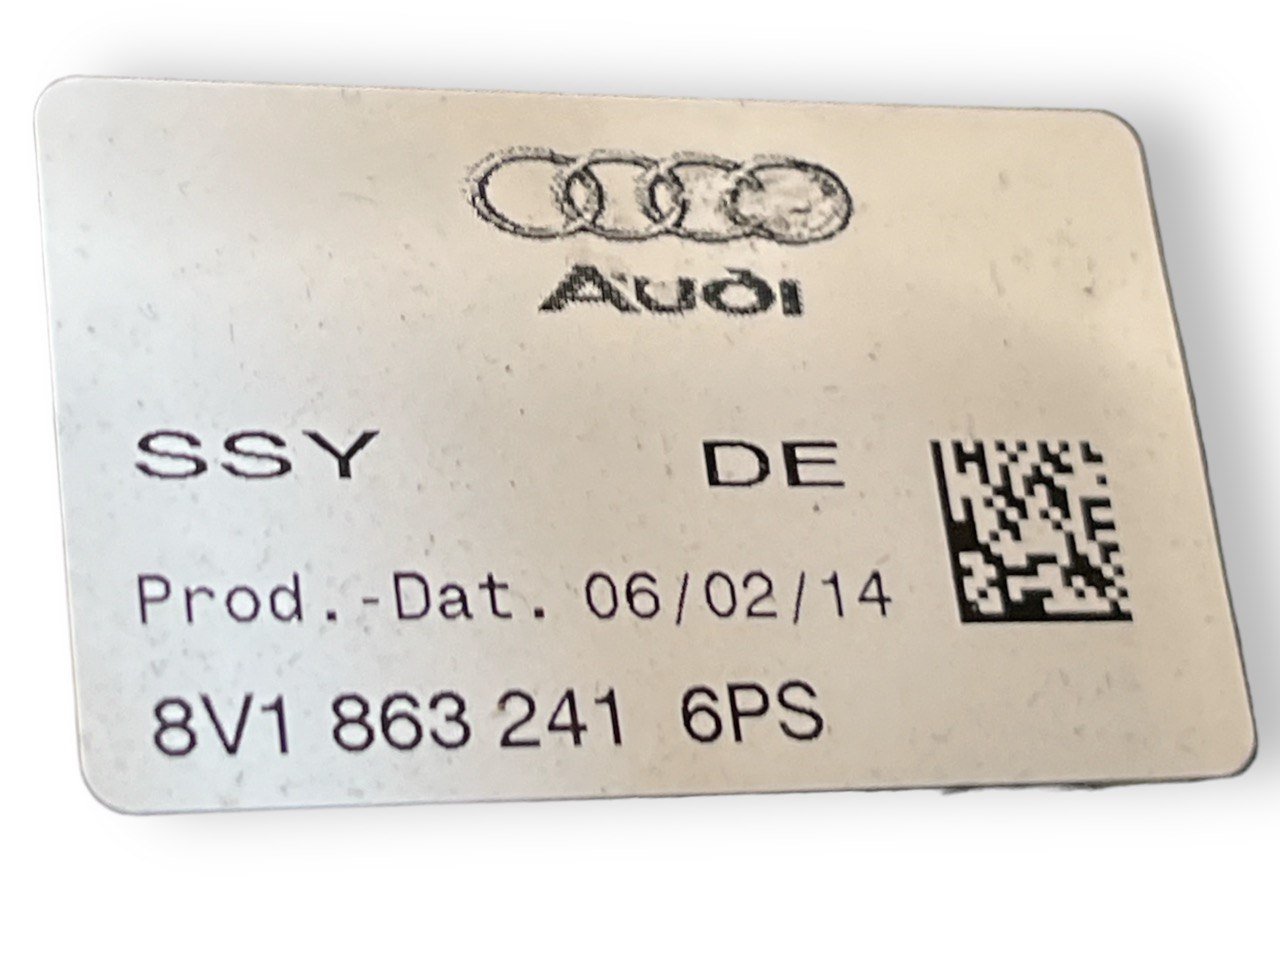 Audi
SSY DE
Prod.-Dat. 06/02/14
8V1 863 241 6PS